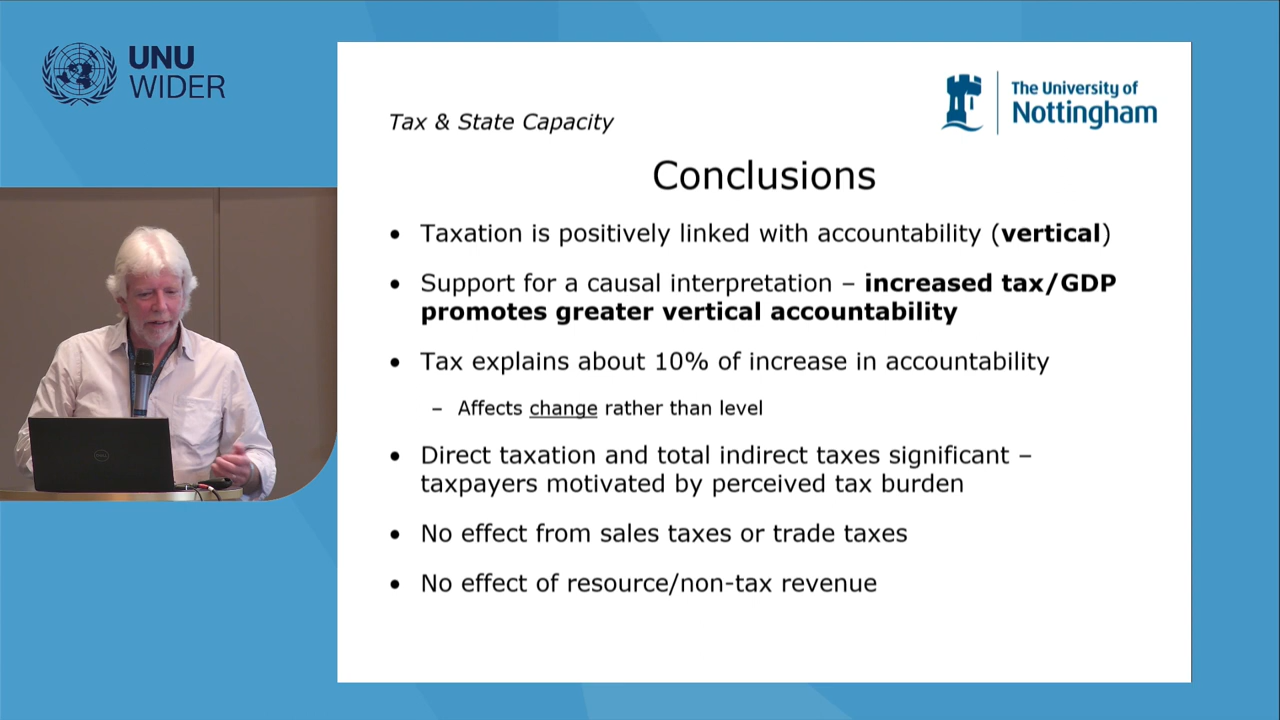 UNU
WIDER
The University of
Nottingham
Tax & State Capacity
Conclusions
• Taxation is positively linked with accountability (vertical)
• Support for a causal interpretation – increased tax/GDP
promotes greater vertical accountability
• Tax explains about 10% of increase in accountability
– Affects change rather than level
• Direct taxation and total indirect taxes significant –
taxpayers motivated by perceived tax burden
• No effect from sales taxes or trade taxes
• No effect of resource/non-tax revenue